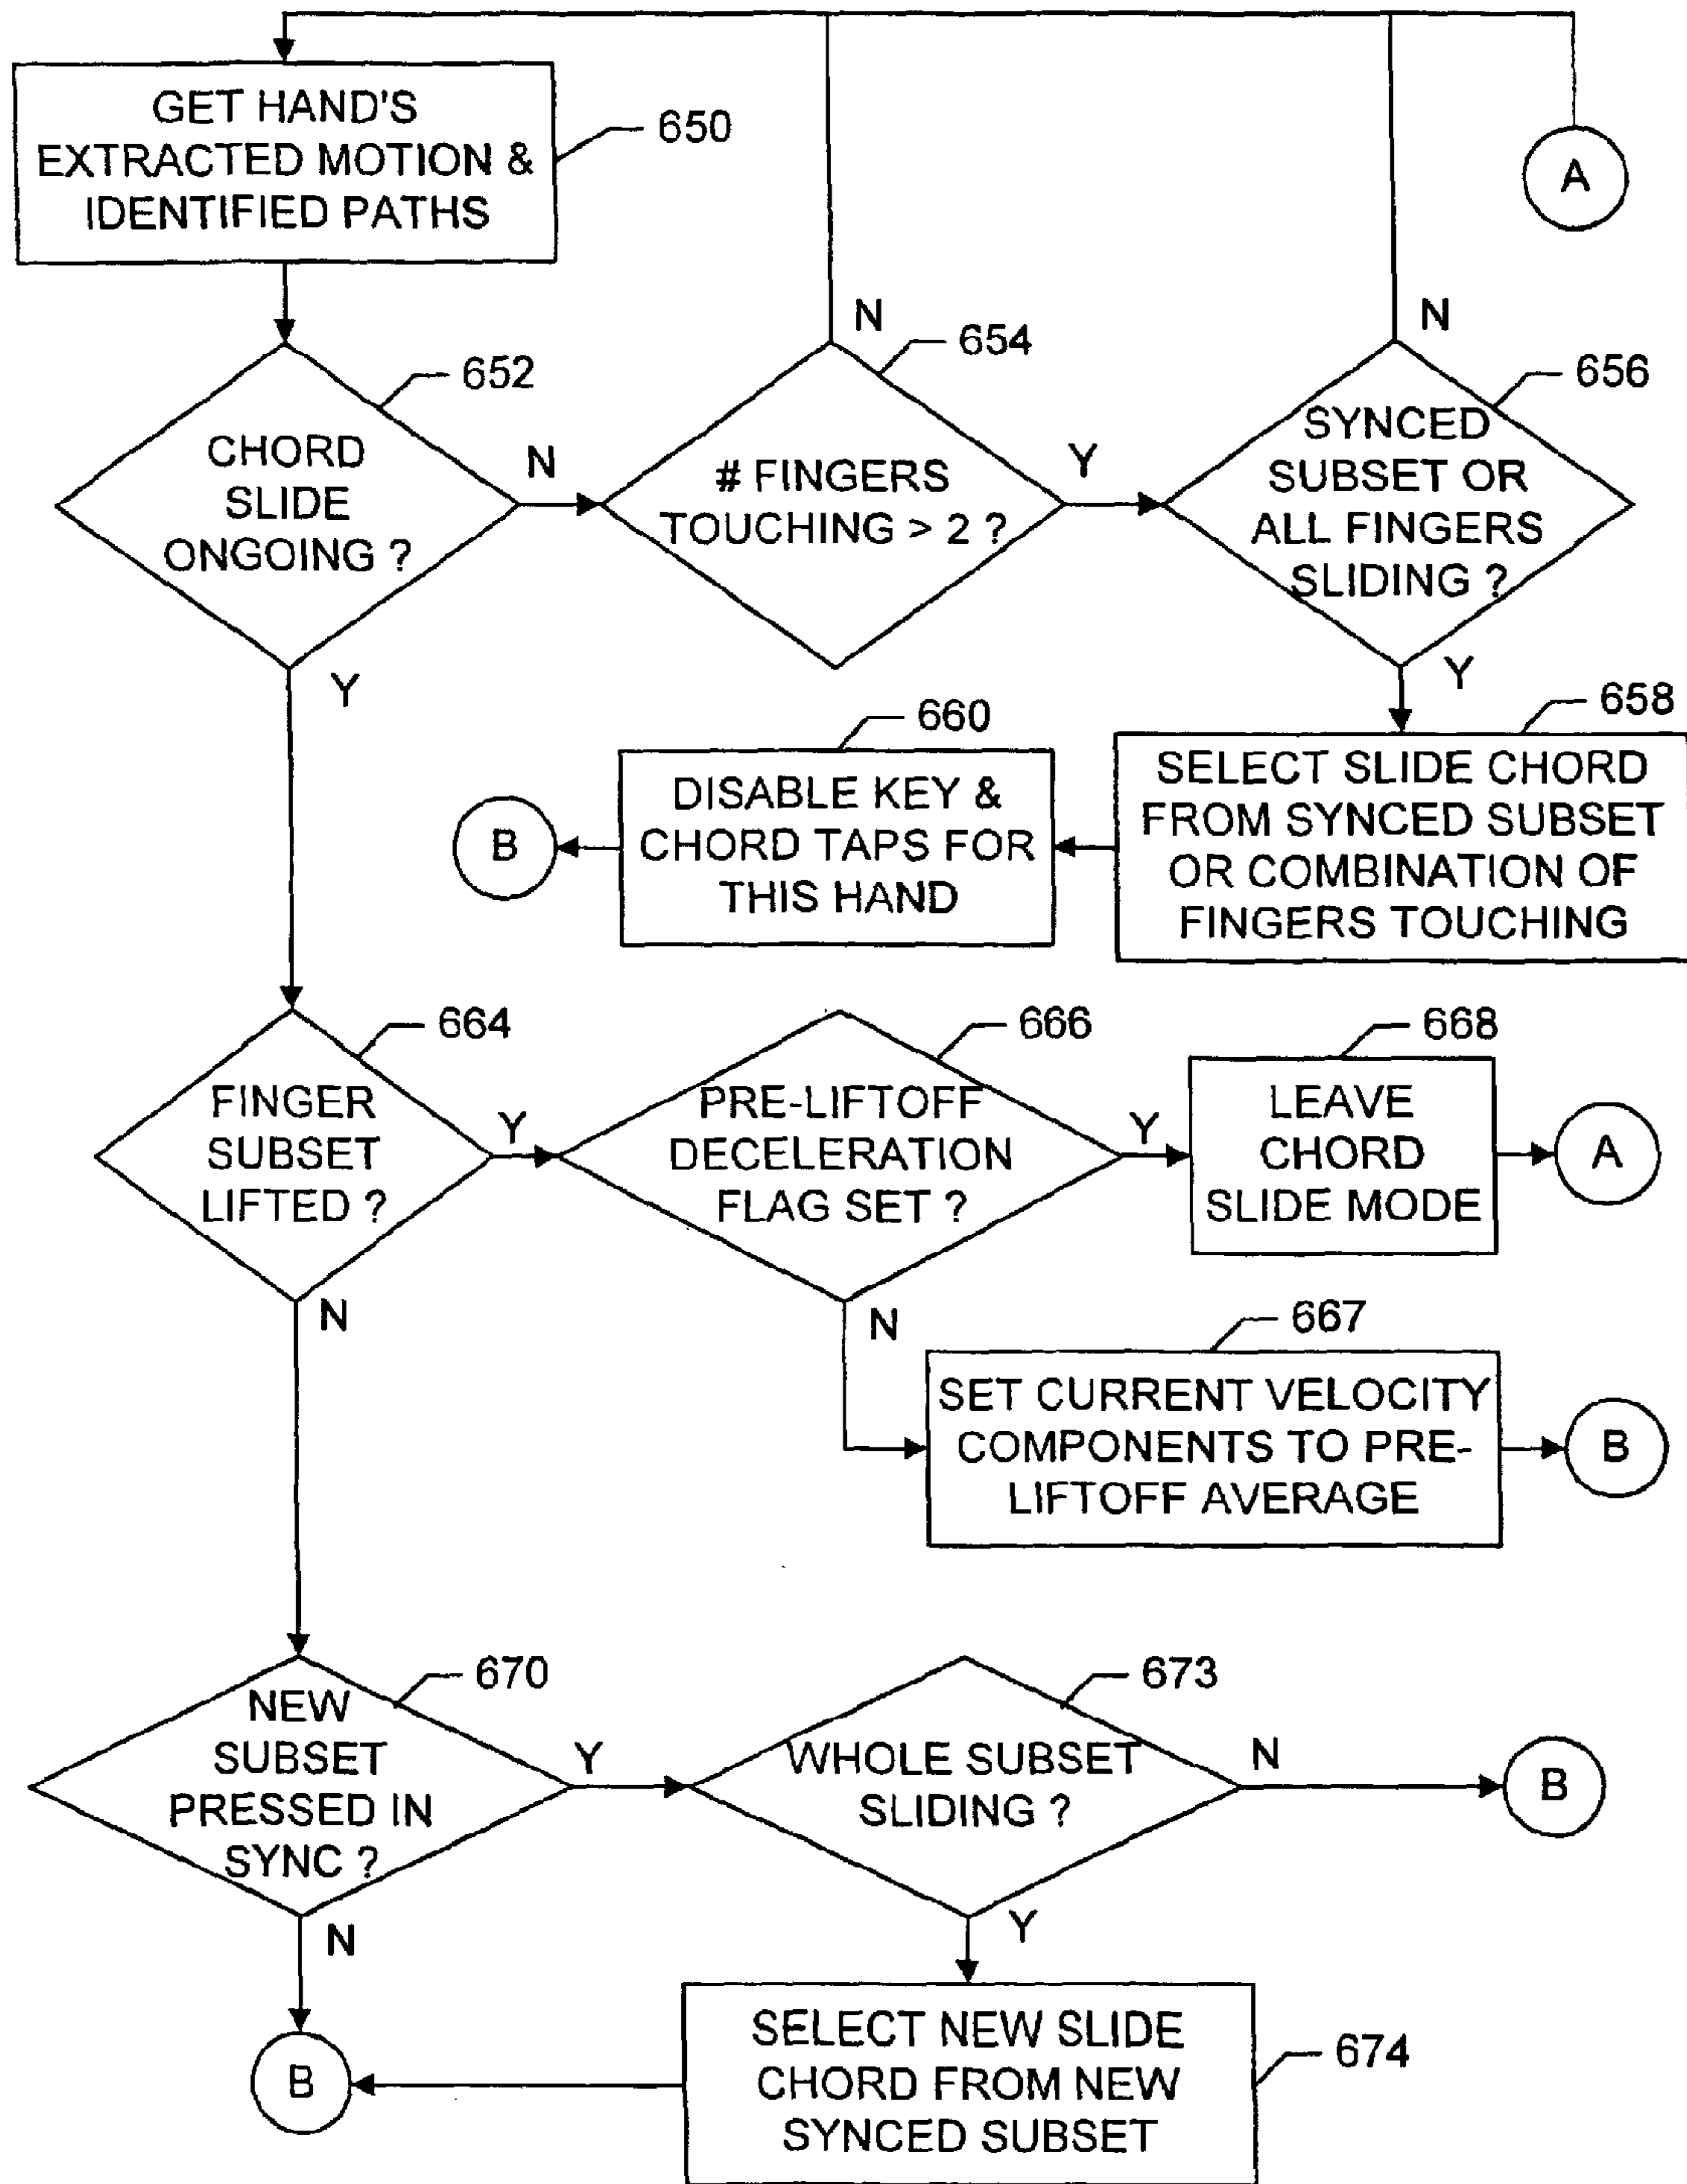 GET HAND'S
EXTRACTED MOTION &
IDENTIFIED PATHS
650
A
CHORD
SLIDE
ONGOING ?
652
N
Y
# FINGERS
TOUCHING > 2 ?
654
N
Y
SYNCED
SUBSET OR
ALL FINGERS
SLIDING ?
656
N
Y
SELECT SLIDE CHORD
FROM SYNCED SUBSET
OR COMBINATION OF
FINGERS TOUCHING
658
DISABLE KEY &
CHORD TAPS FOR
THIS HAND
660
B
FINGER
SUBSET
LIFTED ?
664
Y
N
PRE-LIFTOFF
DECELERATION
FLAG SET ?
666
Y
N
LEAVE
CHORD
SLIDE MODE
668
A
SET CURRENT VELOCITY
COMPONENTS TO PRE-
LIFTOFF AVERAGE
667
B
NEW
SUBSET
PRESSED IN
SYNC ?
670
Y
N
WHOLE SUBSET
SLIDING ?
673
N
Y
B
SELECT NEW SLIDE
CHORD FROM NEW
SYNCED SUBSET
674
B